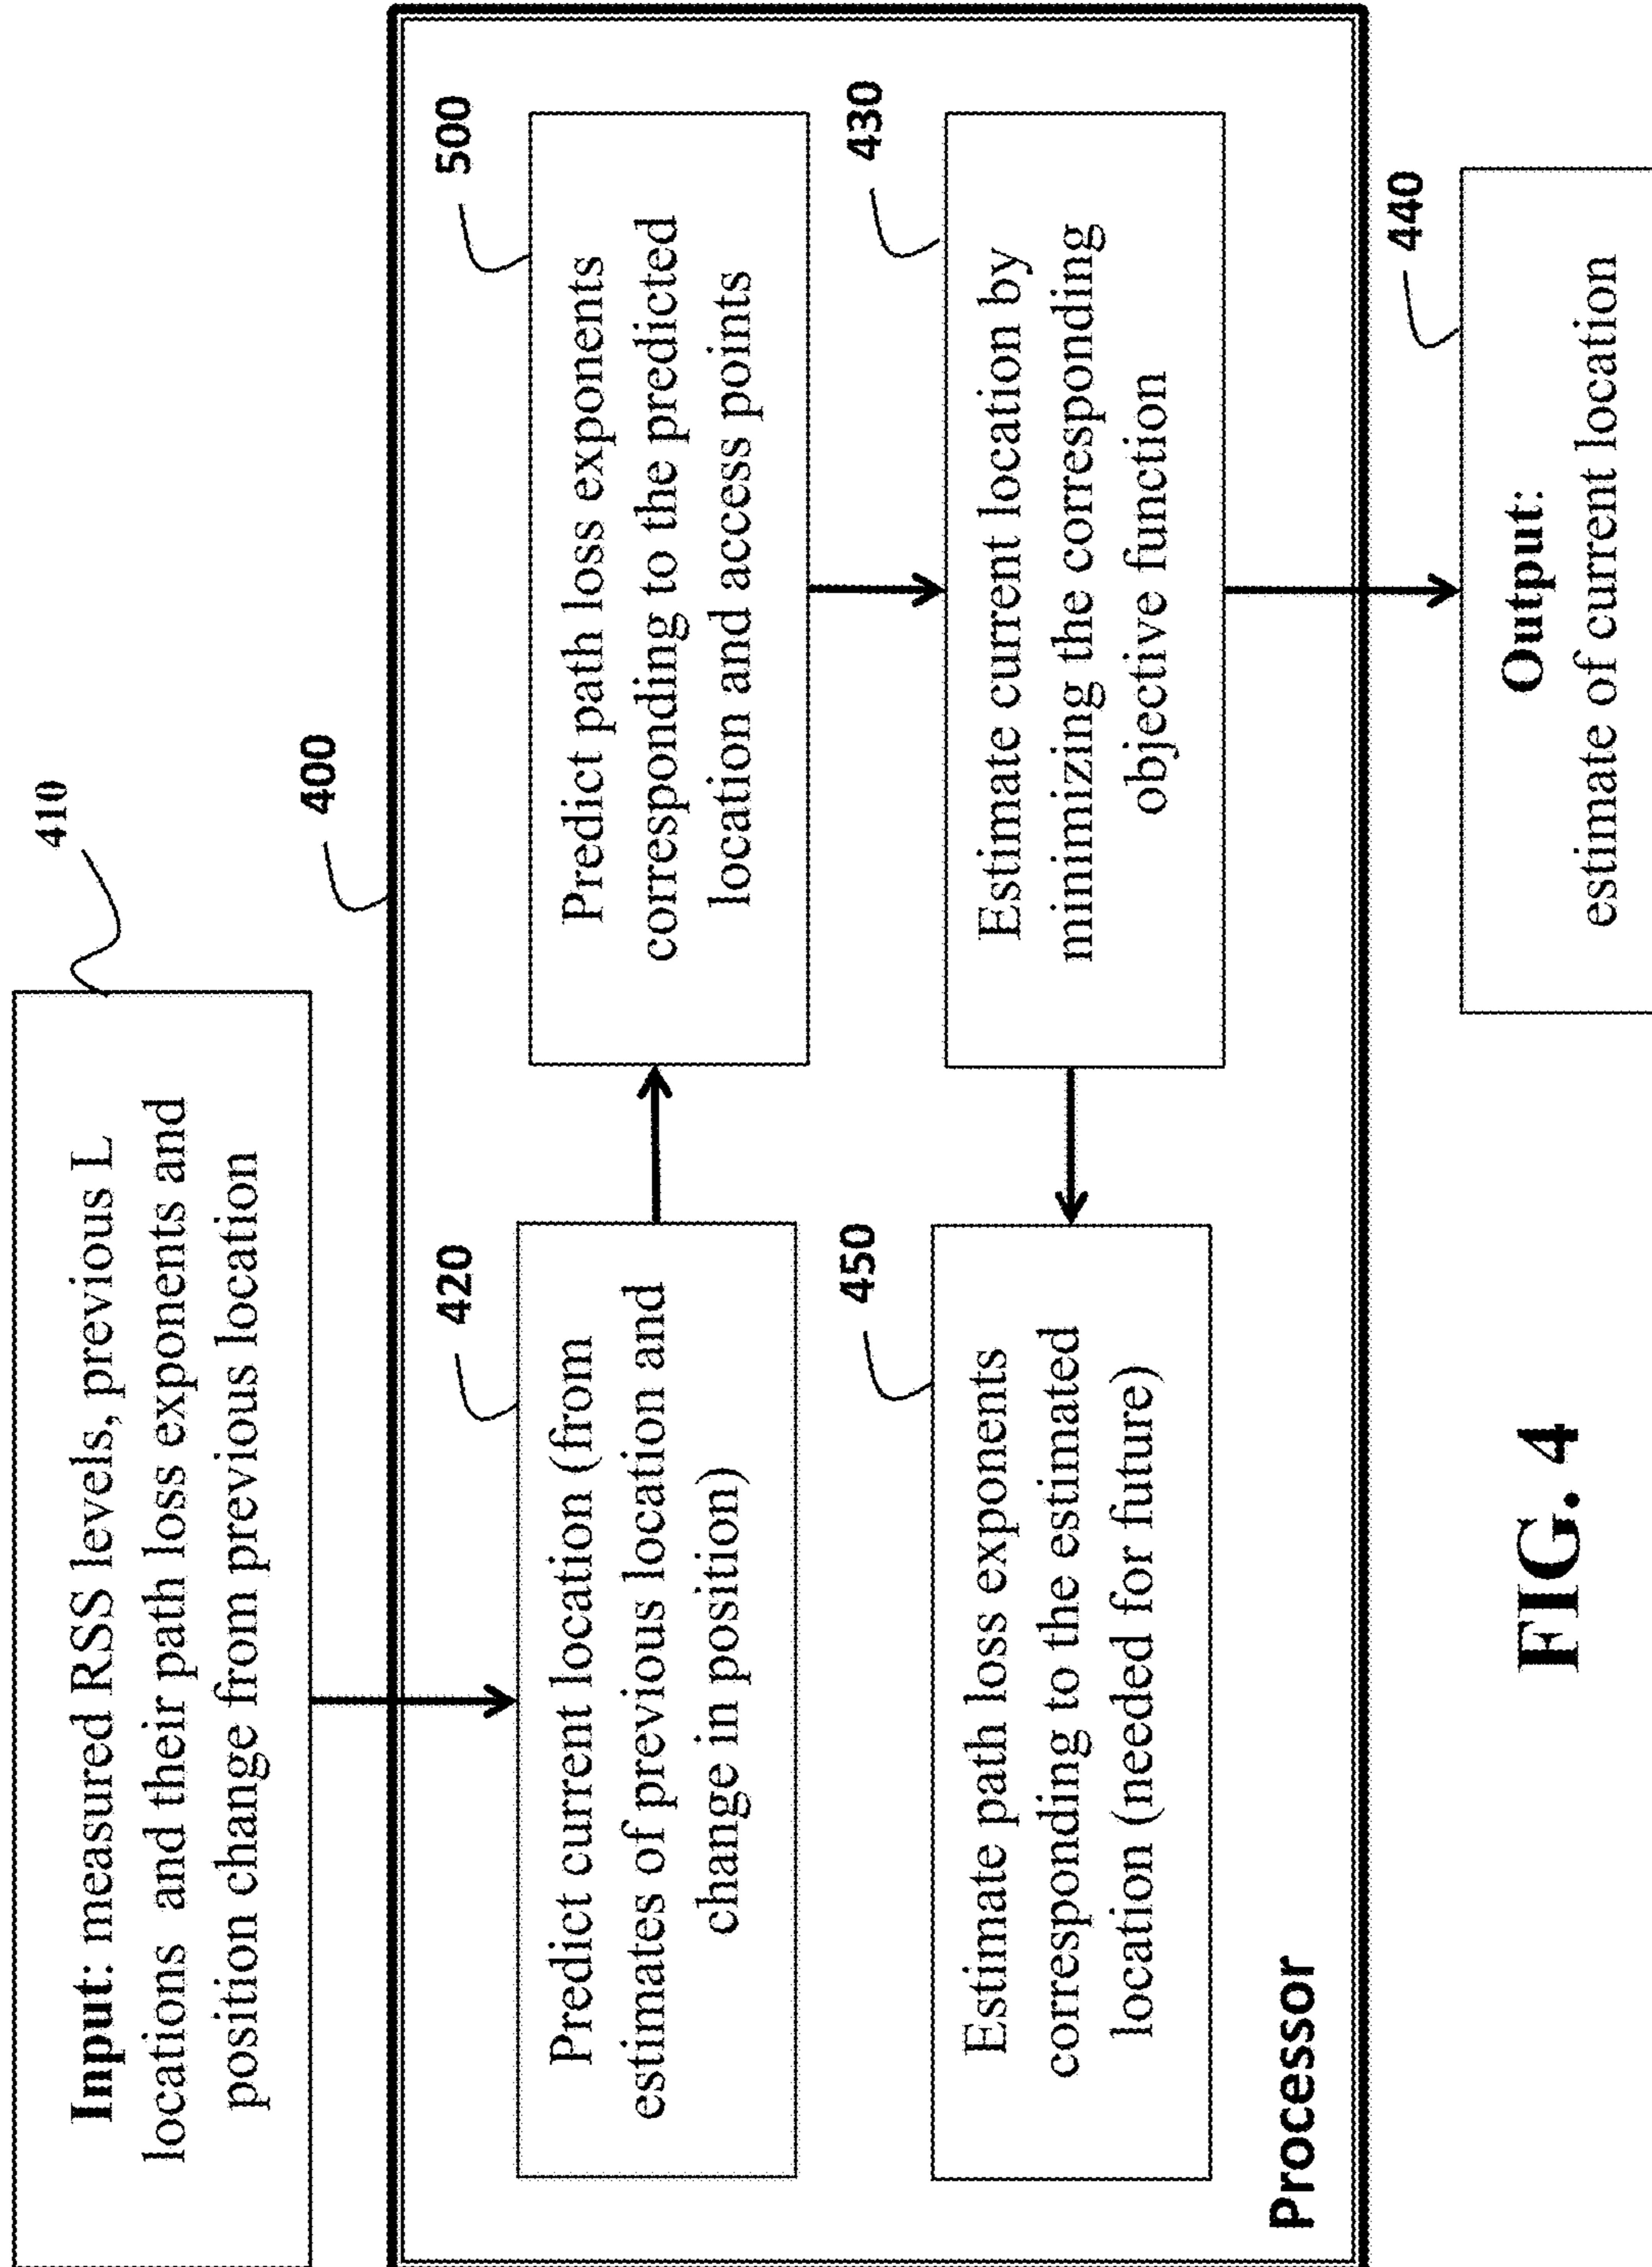 410
Input: measured RSS levels, previous L
locations and their path loss exponents and
position change from previous location
400
420
Predict current location (from
estimates of previous location and
change in position)
500
Predict path loss exponents
corresponding to the predicted
location and access points
450
Estimate path loss exponents
corresponding to the estimated
location (needed for future)
430
Estimate current location by
minimizing the corresponding
objective function
Processor
440
Output:
estimate of current location
FIG. 4